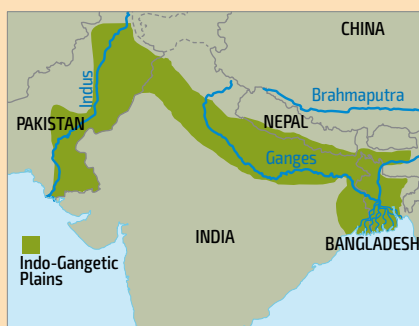 CHINA
Indus
Brahmaputra
PAKISTAN
NEPAL
Ganges
INDIA
BANGLADESH
Indo-Gangetic
Plains